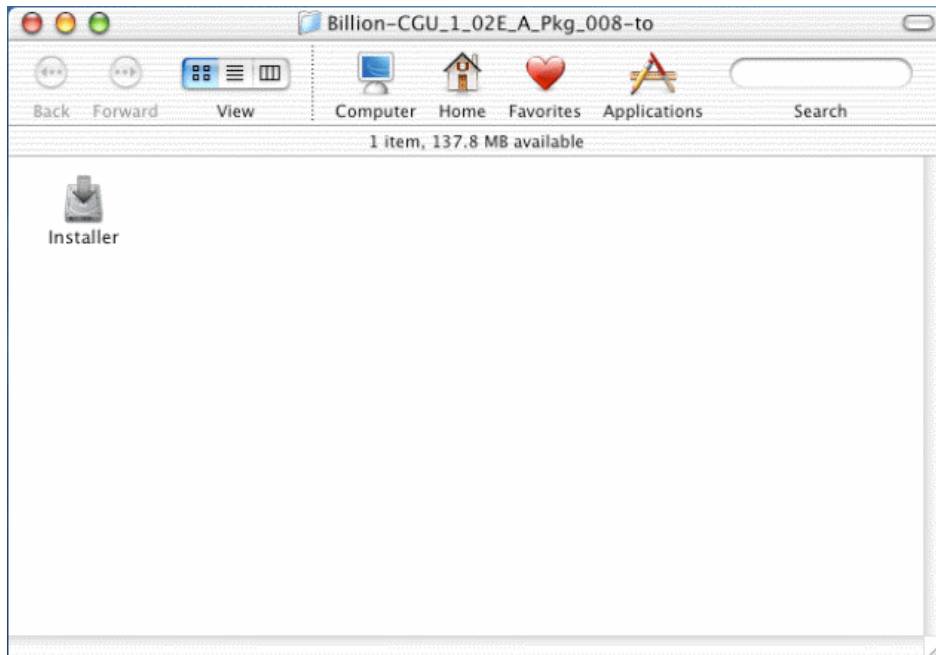 Billion-CGU_1_02E_A_Pkg_008-to
Back Forward View Computer Home Favorites Applications Search
1 item, 137.8 MB available
Installer